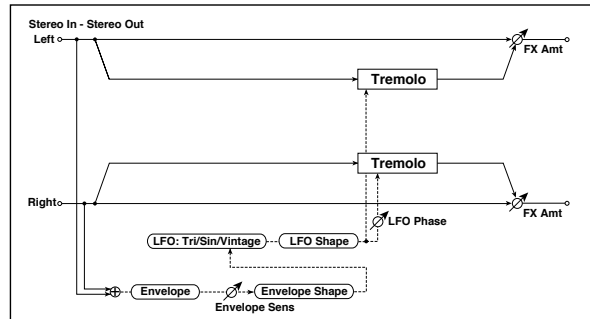 Stereo In - Stereo Out
Left
FX Amt
Tremolo
Tremolo
Right
LFO Phase
FX Amt
LFO: Tri/Sin/Vintage
LFO Shape
Envelope
Envelope Shape
Envelope Sens